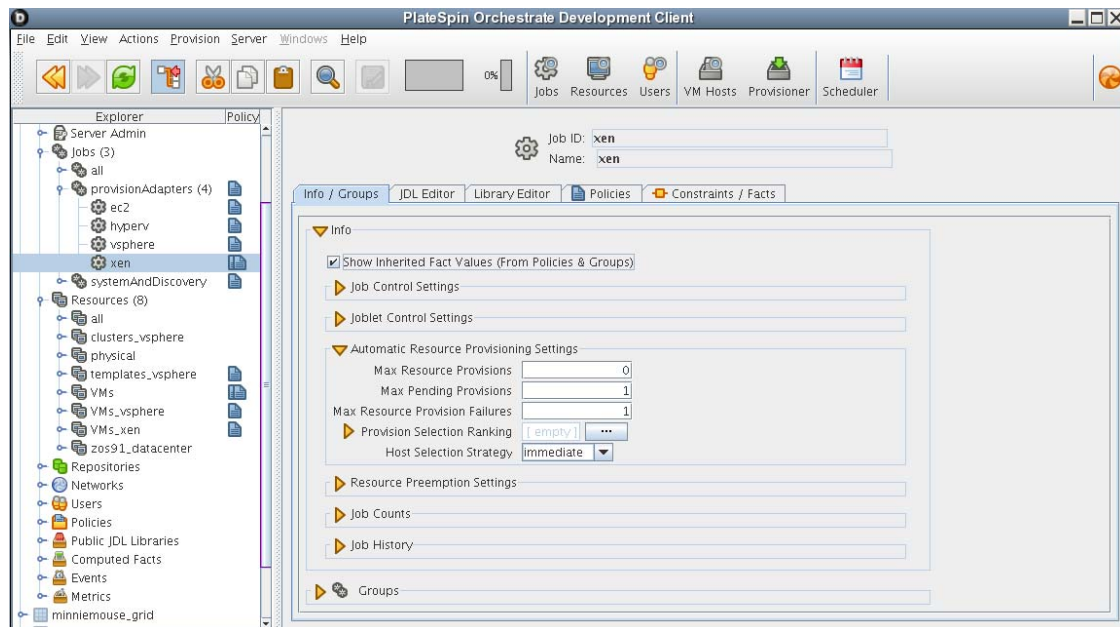 PlateSpin Orchestrate Development Client
File Edit View Actions Provision Server Windows Help
0% Jobs Resources Users VM Hosts Provisioner Scheduler
Explorer Policy
Server Admin
Jobs (3)
all
provisionAdapters (4)
ec2
hyperv
vsphere
xen
systemAndDiscovery
Resources (8)
all
clusters_vsphere
physical
templates_vsphere
VMs
VMs_vsphere
VMs_xen
zos91_datacenter
Repositories
Networks
Users
Policies
Public JDL Libraries
Computed Facts
Events
Metrics
minniemouse_grid
Job ID: xen
Name: xen
Info / Groups JDL Editor Library Editor Policies Constraints / Facts
Info
Show Inherited Fact Values (From Policies & Groups)
Job Control Settings
Joblet Control Settings
Automatic Resource Provisioning Settings
Max Resource Provisions 0
Max Pending Provisions 1
Max Resource Provision Failures 1
Provision Selection Ranking [ empty ] ...
Host Selection Strategy immediate
Resource Preemption Settings
Job Counts
Job History
Groups